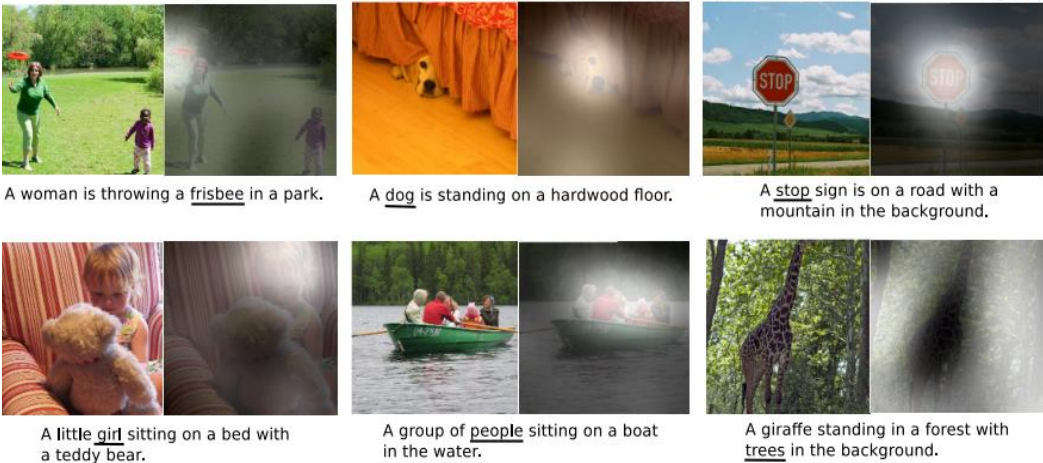 STOP
STOP
A woman is throwing a frisbee in a park.
A dog is standing on a hardwood floor.
A stop sign is on a road with a
mountain in the background.
A little girl sitting on a bed with
a teddy bear.
A group of people sitting on a boat
in the water.
A giraffe standing in a forest with
trees in the background.